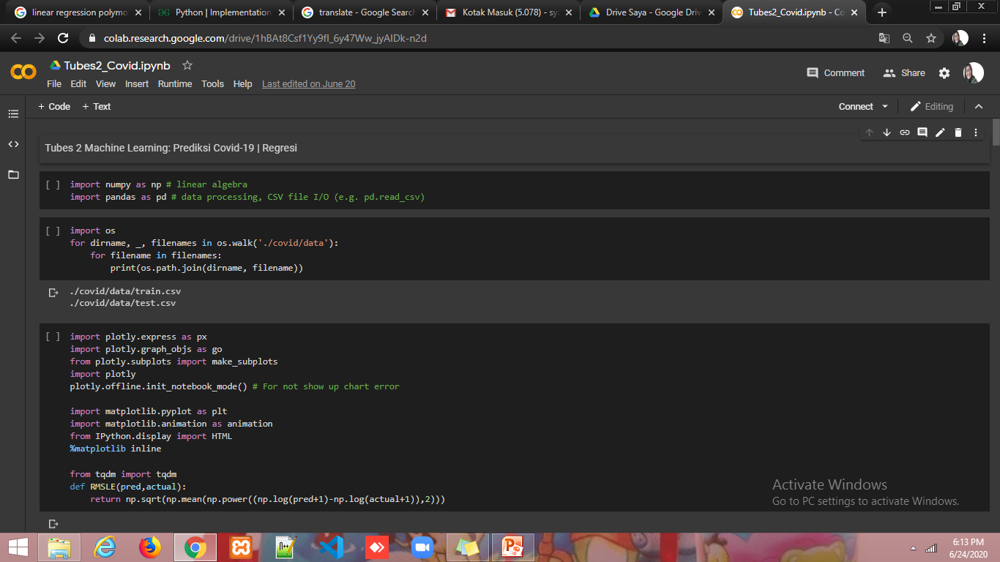 linear regression polymo
Python | Implementation
translate - Google Search
Kotak Masuk (5.078) - sya
Drive Saya - Google Drive
Tubes2_Covid.ipynb - Co
colab.research.google.com/drive/1hBAt8Csf1Yy9fl_6y47Ww_jyAIDk-n2d
Tubes2_Covid.ipynb
File Edit View Insert Runtime Tools Help Last edited on June 20
Comment Share
+ Code + Text
Connect Editing
Tubes 2 Machine Learning: Prediksi Covid-19 | Regresi
[ ] import numpy as np # linear algebra
import pandas as pd # data processing, CSV file I/O (e.g. pd.read_csv)
[ ] import os
for dirname, _, filenames in os.walk('./covid/data'):
    for filename in filenames:
        print(os.path.join(dirname, filename))
./covid/data/train.csv
./covid/data/test.csv
[ ] import plotly.express as px
import plotly.graph_objs as go
from plotly.subplots import make_subplots
import plotly
plotly.offline.init_notebook_mode() # For not show up chart error
import matplotlib.pyplot as plt
import matplotlib.animation as animation
from IPython.display import HTML
%matplotlib inline
from tqdm import tqdm
def RMSLE(pred,actual):
    return np.sqrt(np.mean(np.power((np.log(pred+1)-np.log(actual+1)),2)))
Activate Windows
Go to PC settings to activate Windows.
6:13 PM
6/24/2020